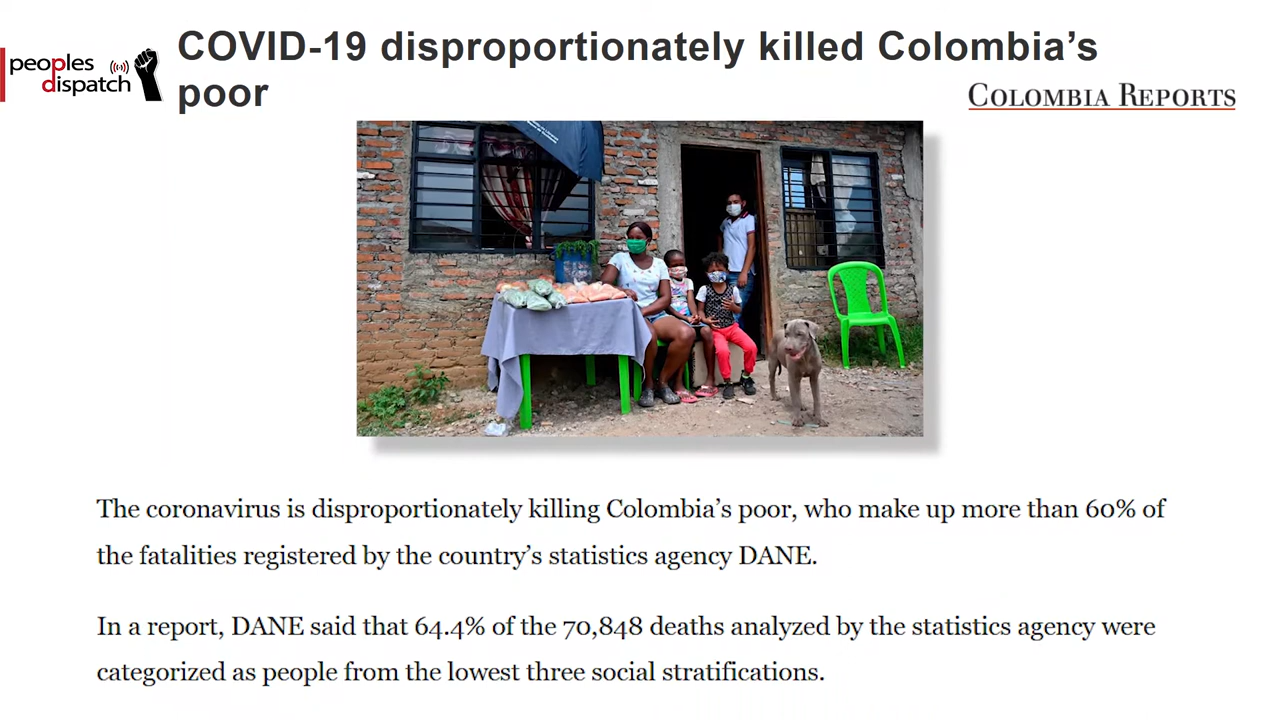 peoples
dispatch
COVID-19 disproportionately killed Colombia’s
poor
COLOMBIA REPORTS
The coronavirus is disproportionately killing Colombia’s poor, who make up more than 60% of
the fatalities registered by the country’s statistics agency DANE.
In a report, DANE said that 64.4% of the 70,848 deaths analyzed by the statistics agency were
categorized as people from the lowest three social stratifications.